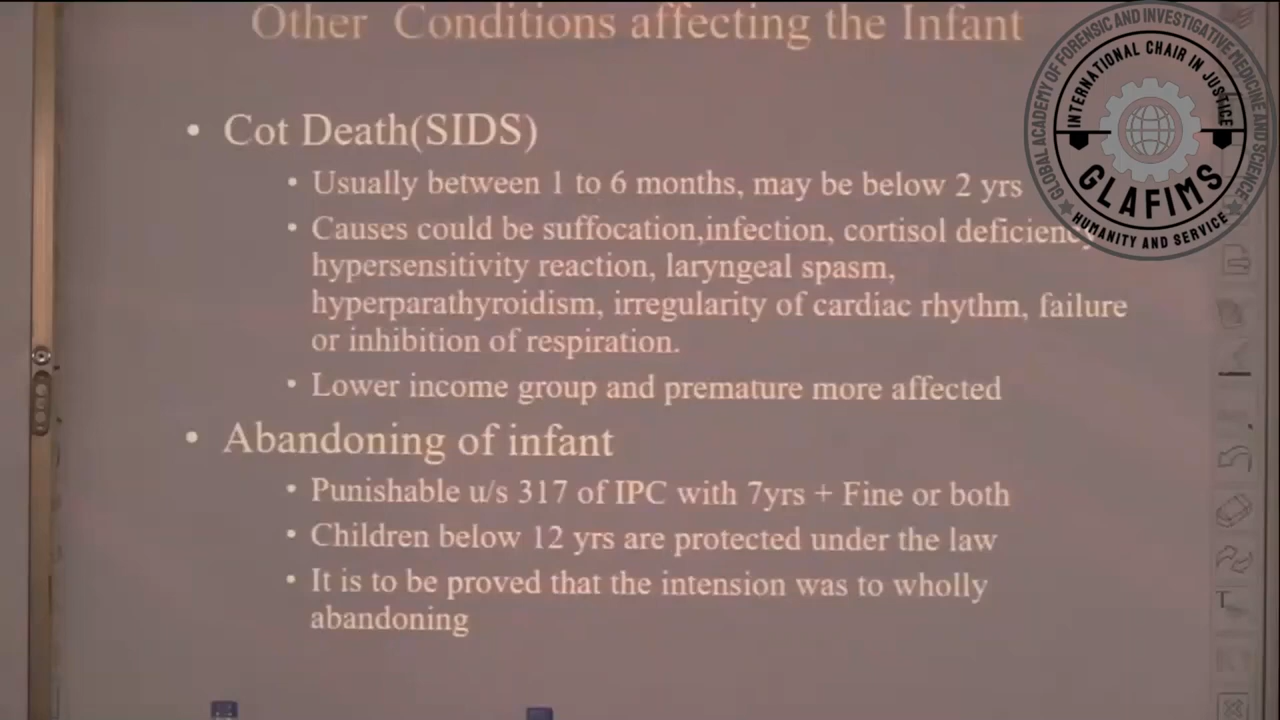 Other Conditions affecting the Infant
• Cot Death(SIDS)
• Usually between 1 to 6 months, may be below 2 yrs
• Causes could be suffocation,infection, cortisol deficiency
hypersensitivity reaction, laryngeal spasm,
hyperparathyroidism, irregularity of cardiac rhythm, failure
or inhibition of respiration.
• Lower income group and premature more affected
• Abandoning of infant
• Punishable u/s 317 of IPC with 7yrs + Fine or both
• Children below 12 yrs are protected under the law
• It is to be proved that the intension was to wholly
abandoning
GLOBAL ACADEMY OF FORENSIC AND INVESTIGATIVE MEDICINE AND SCIENCE
INTERNATIONAL CHAIR IN JUSTICE
GLAFIMS
HUMANITY AND SERVICE
T